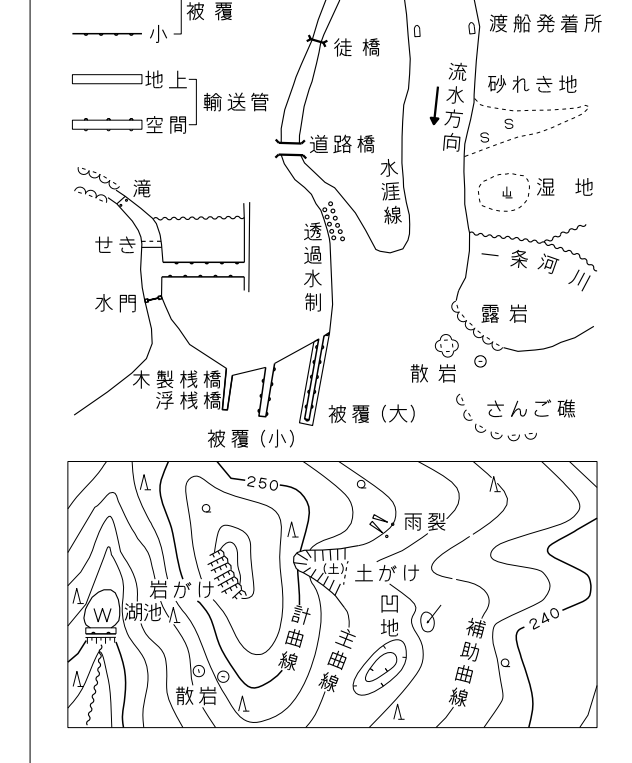 被覆
小
渡船発着所
徒橋
地上
輸送管
空間
流水方向
砂れき地
S S
道路橋
水涯線
滝
湿地
せき
透過水制
一条河川
水門
露岩
散岩
木製桟橋
浮桟橋
被覆(大)
さんご礁
被覆(小)
250
雨裂
(土)
土がけ
岩がけ
W
湖池
凹地
計曲線
主曲線
補助曲線
240
散岩